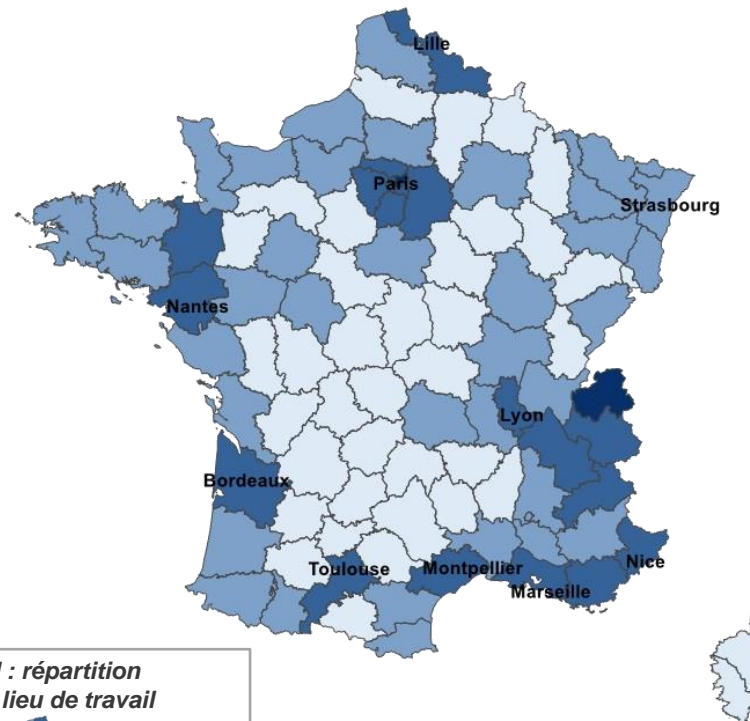 Lille
Paris
Strasbourg
Nantes
Lyon
Bordeaux
Toulouse
Montpellier
Nice
Marseille
: répartition
lieu de travail